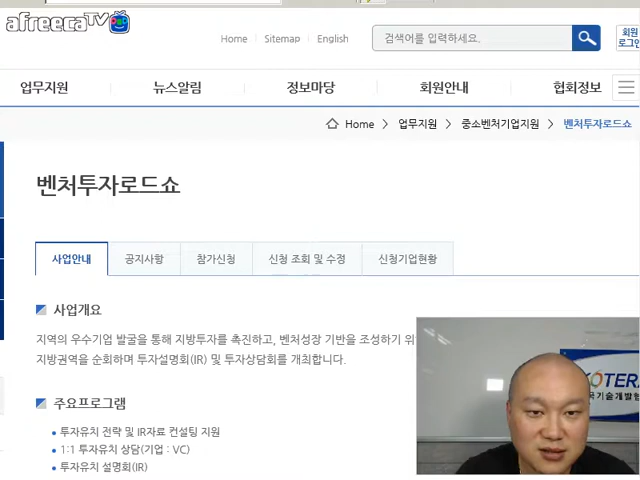 afreecaTV
Home Sitemap English
검색어를 입력하세요.
회원
로그인
업무지원 뉴스알림 정보마당 회원안내 협회정보
Home > 업무지원 > 중소벤처기업지원 > 벤처투자로드쇼
벤처투자로드쇼
사업안내 공지사항 참가신청 신청 조회 및 수정 신청기업현황
사업개요
지역의 우수기업 발굴을 통해 지방투자를 촉진하고, 벤처성장 기반을 조성하기 위
지방권역을 순회하며 투자설명회(IR) 및 투자상담회를 개최합니다.
주요프로그램
투자유치 전략 및 IR자료 컨설팅 지원
1:1 투자유치 상담(기업 : VC)
투자유치 설명회(IR)
KOTER
국기술개발협